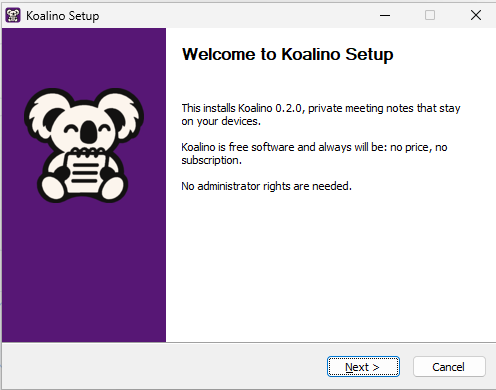 Koalino Setup
Welcome to Koalino Setup
This installs Koalino 0.2.0, private meeting notes that stay
on your devices.
Koalino is free software and always will be: no price, no
subscription.
No administrator rights are needed.
Next >
Cancel